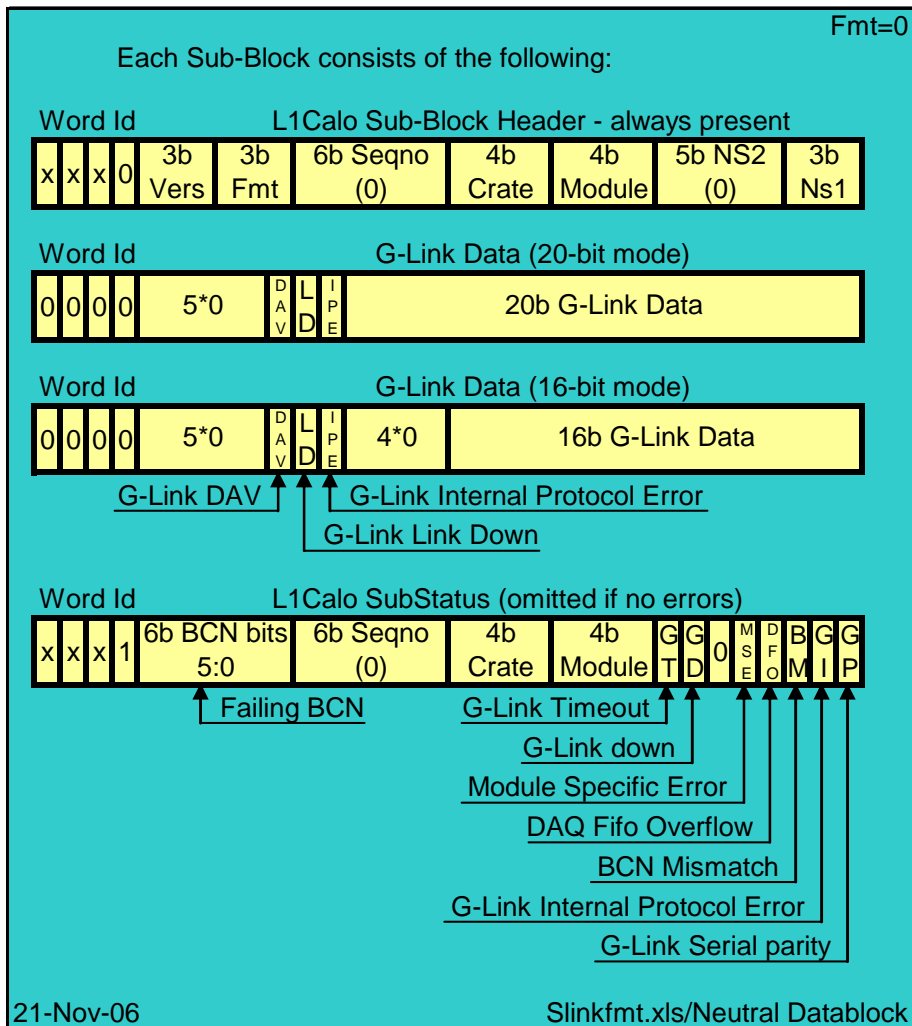 Fmt=0
Each Sub-Block consists of the following:
Word Id L1Calo Sub-Block Header - always present
x x x 0 3b Vers 3b Fmt 6b Seqno (0) 4b Crate 4b Module 5b NS2 (0) 3b Ns1
Word Id G-Link Data (20-bit mode)
0 0 0 0 5*0 DAV LD IPE 20b G-Link Data
Word Id G-Link Data (16-bit mode)
0 0 0 0 5*0 DAV LD IPE 4*0 16b G-Link Data
G-Link DAV G-Link Internal Protocol Error
G-Link Link Down
Word Id L1Calo SubStatus (omitted if no errors)
x x x 1 6b BCN bits 5:0 6b Seqno (0) 4b Crate 4b Module GT GD 0 MSE DFO BM GI GP
Failing BCN G-Link Timeout
G-Link down
Module Specific Error
DAQ Fifo Overflow
BCN Mismatch
G-Link Internal Protocol Error
G-Link Serial parity
21-Nov-06 Slinkfmt.xls/Neutral Datablock